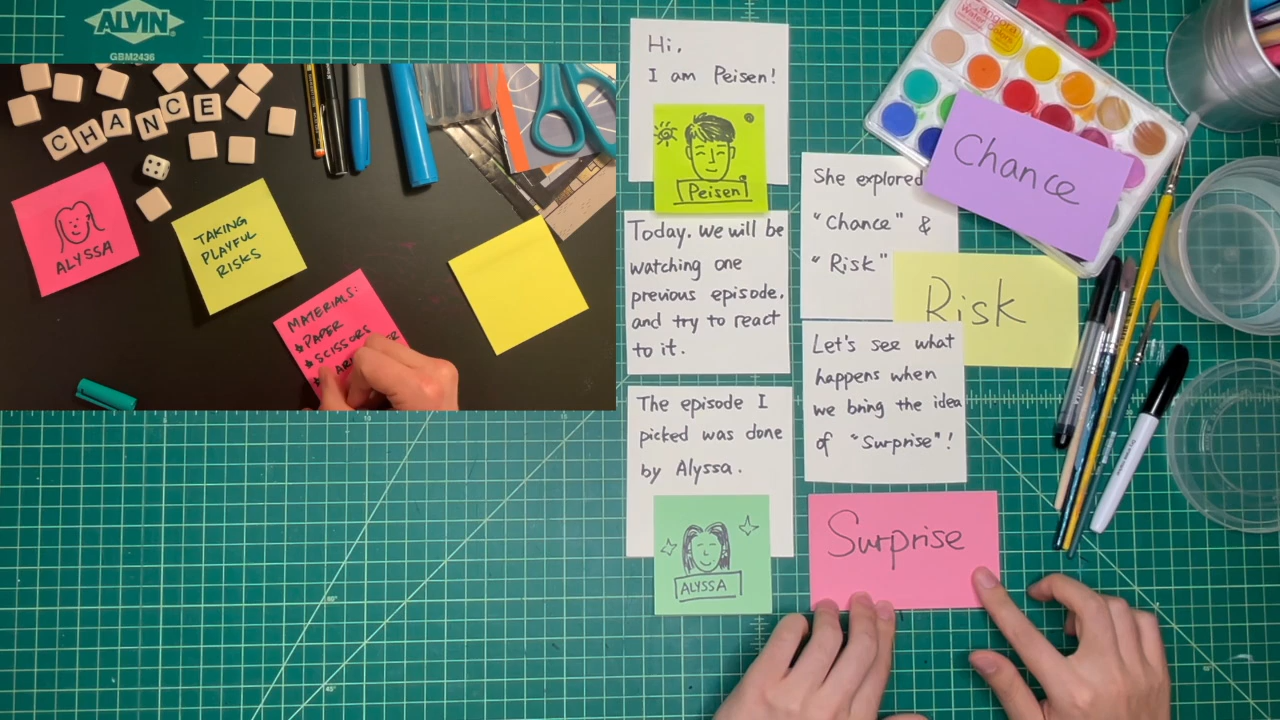 ALVIN
GBM2436
CHANCE
ALYSSA
TAKING
PLAYFUL
RISKS
MATERIALS:
PAPER
SCISSORS
Hi,
I am Peisen!
Peisen
Today. We will be
watching one
previous episode,
and try to react
to it.
The episode I
picked was done
by Alyssa.
ALYSSA
She explored
"Chance" &
"Risk"
Chance
Risk
Let's see what
happens when
we bring the idea
of "Surprise"!
Surprise